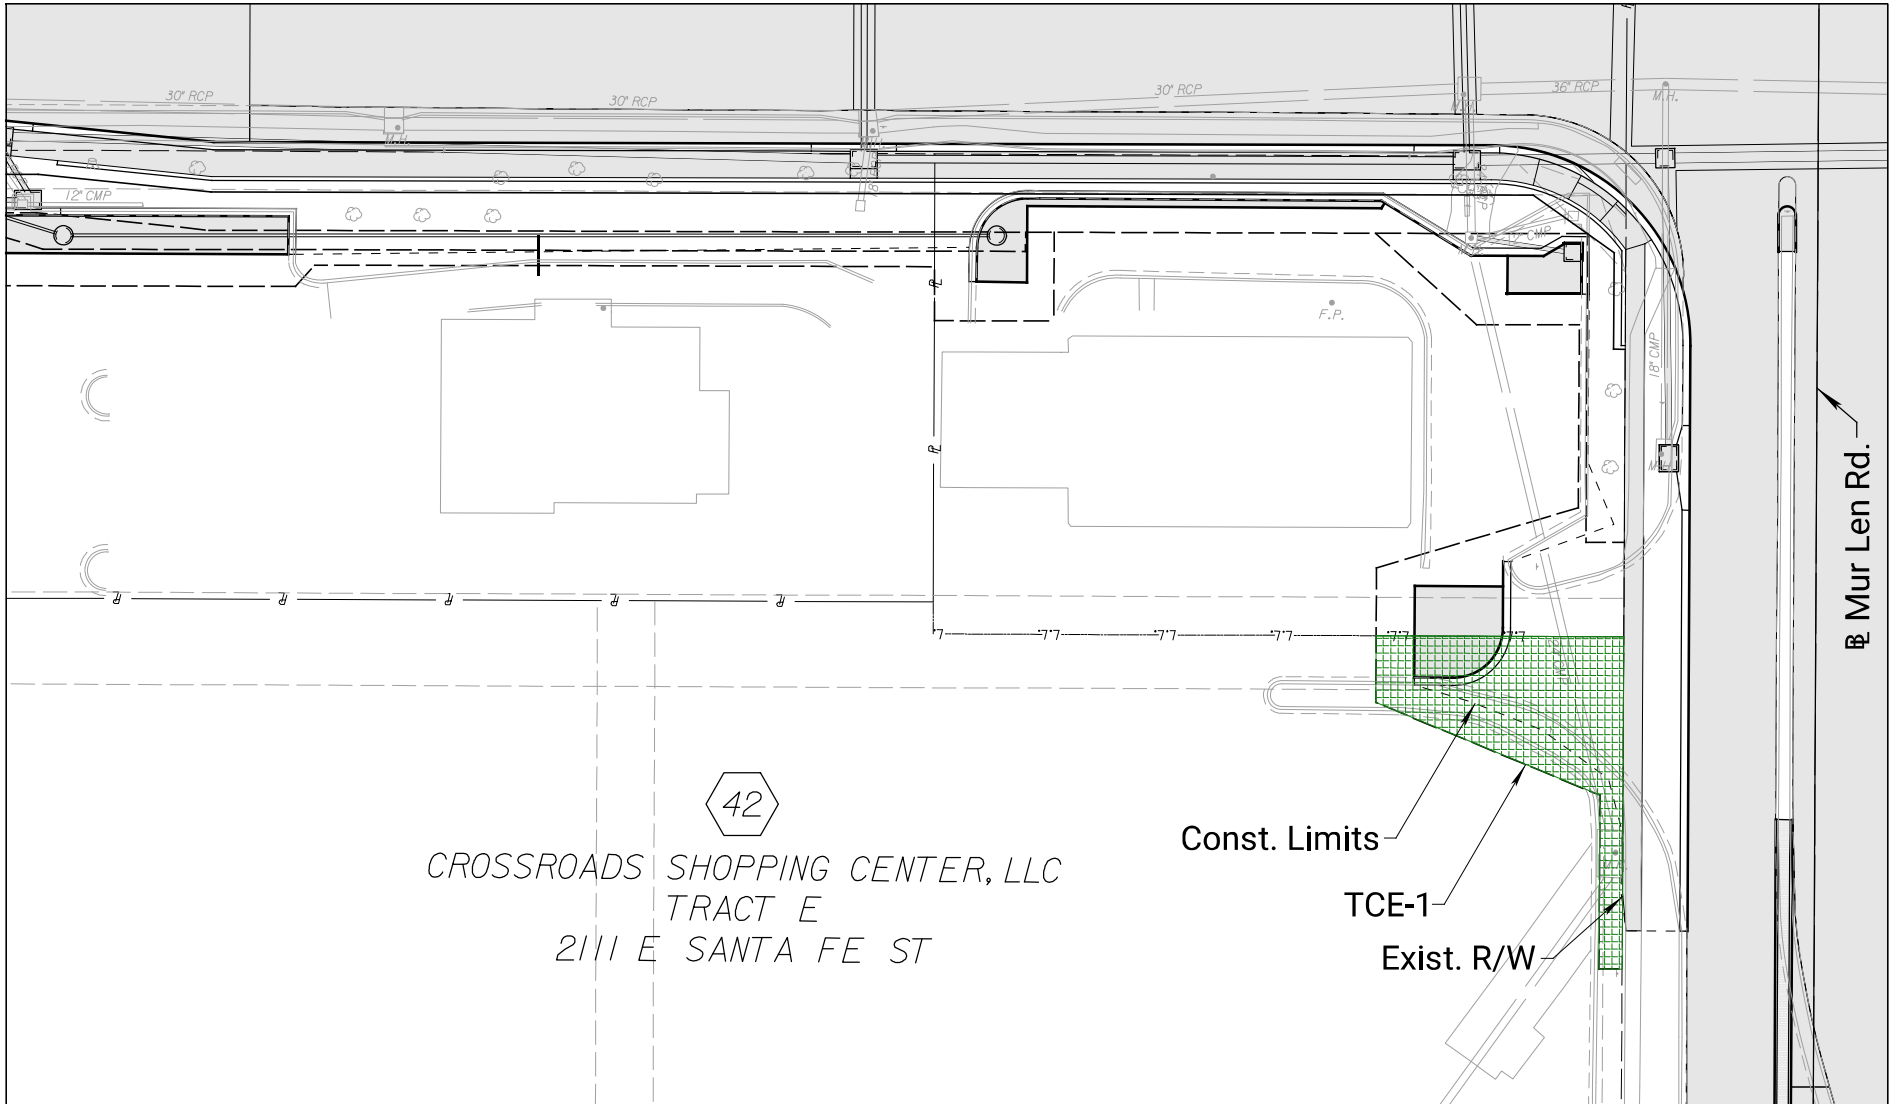 30" RCP
30" RCP
30" RCP
36" RCP
M.H.
M.H.
12" CMP
F.P.
18" CMP
Mur Len Rd.
42
CROSSROADS SHOPPING CENTER, LLC
TRACT E
2111 E SANTA FE ST
Const. Limits
TCE-1
Exist. R/W